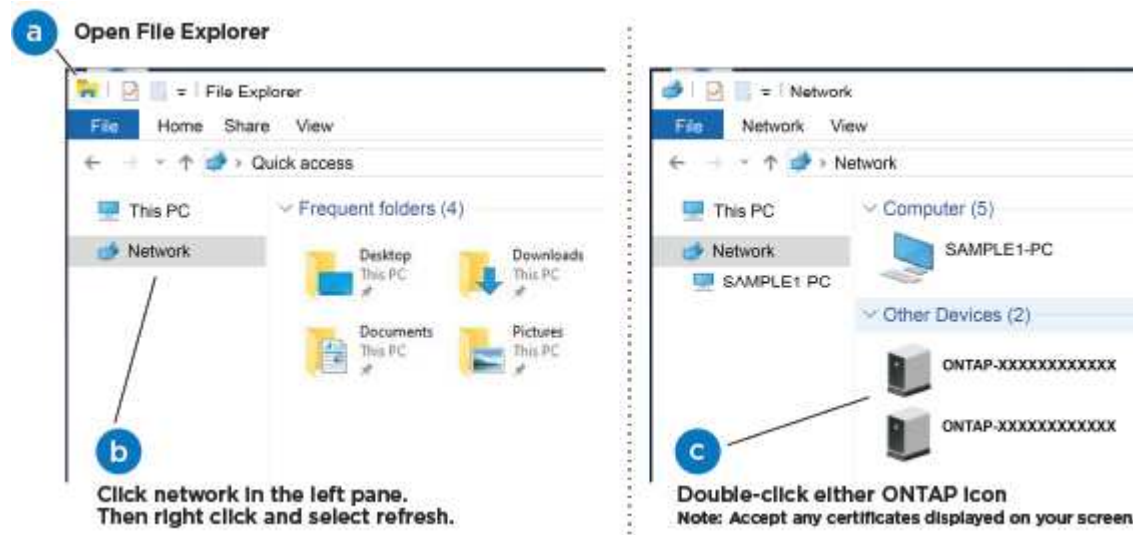 a
Open File Explorer
File Explorer
File Home Share View
Quick access
This PC
Network
Frequent folders (4)
Desktop
This PC
Downloads
This PC
Documents
This PC
Pictures
This PC
b
Click network in the left pane.
Then right click and select refresh.
Network
File Network View
Network
This PC
Network
SAMPLE1 PC
Computer (5)
SAMPLE1-PC
Other Devices (2)
ONTAP-XXXXXXXXXXXX
ONTAP-XXXXXXXXXXXX
c
Double-click either ONTAP icon
Note: Accept any certificates displayed on your screen